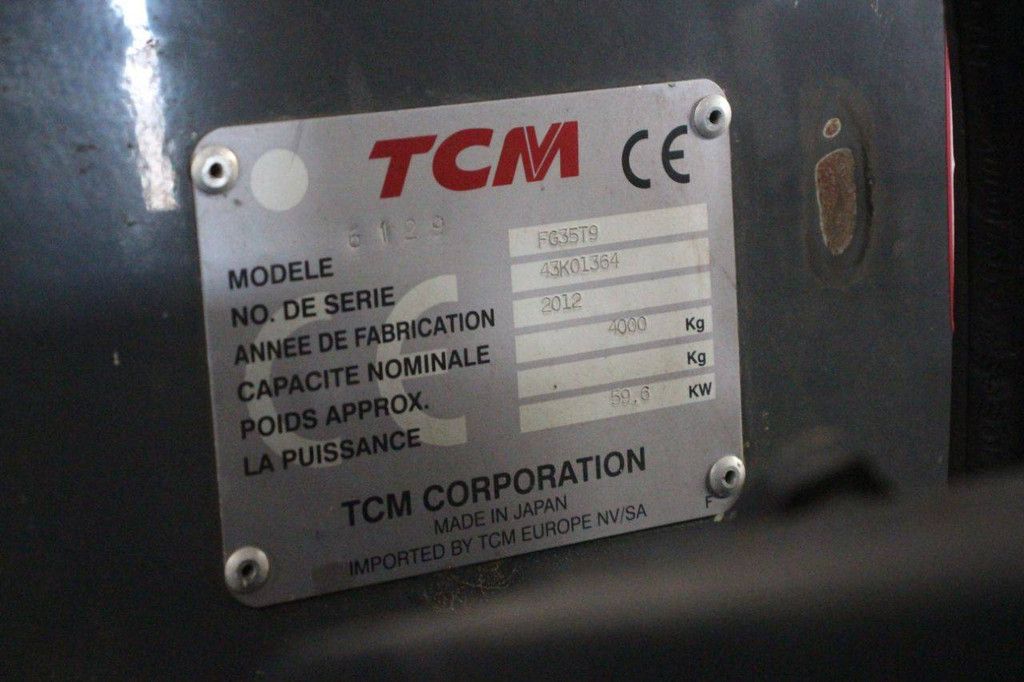 TCM CE
6129
MODELE FG35T9
NO. DE SERIE 43K01364
ANNEE DE FABRICATION 2012
CAPACITE NOMINALE 4000 Kg
POIDS APPROX. Kg
LA PUISSANCE 59,6 KW
TCM CORPORATION
MADE IN JAPAN
IMPORTED BY TCM EUROPE NV/SA F